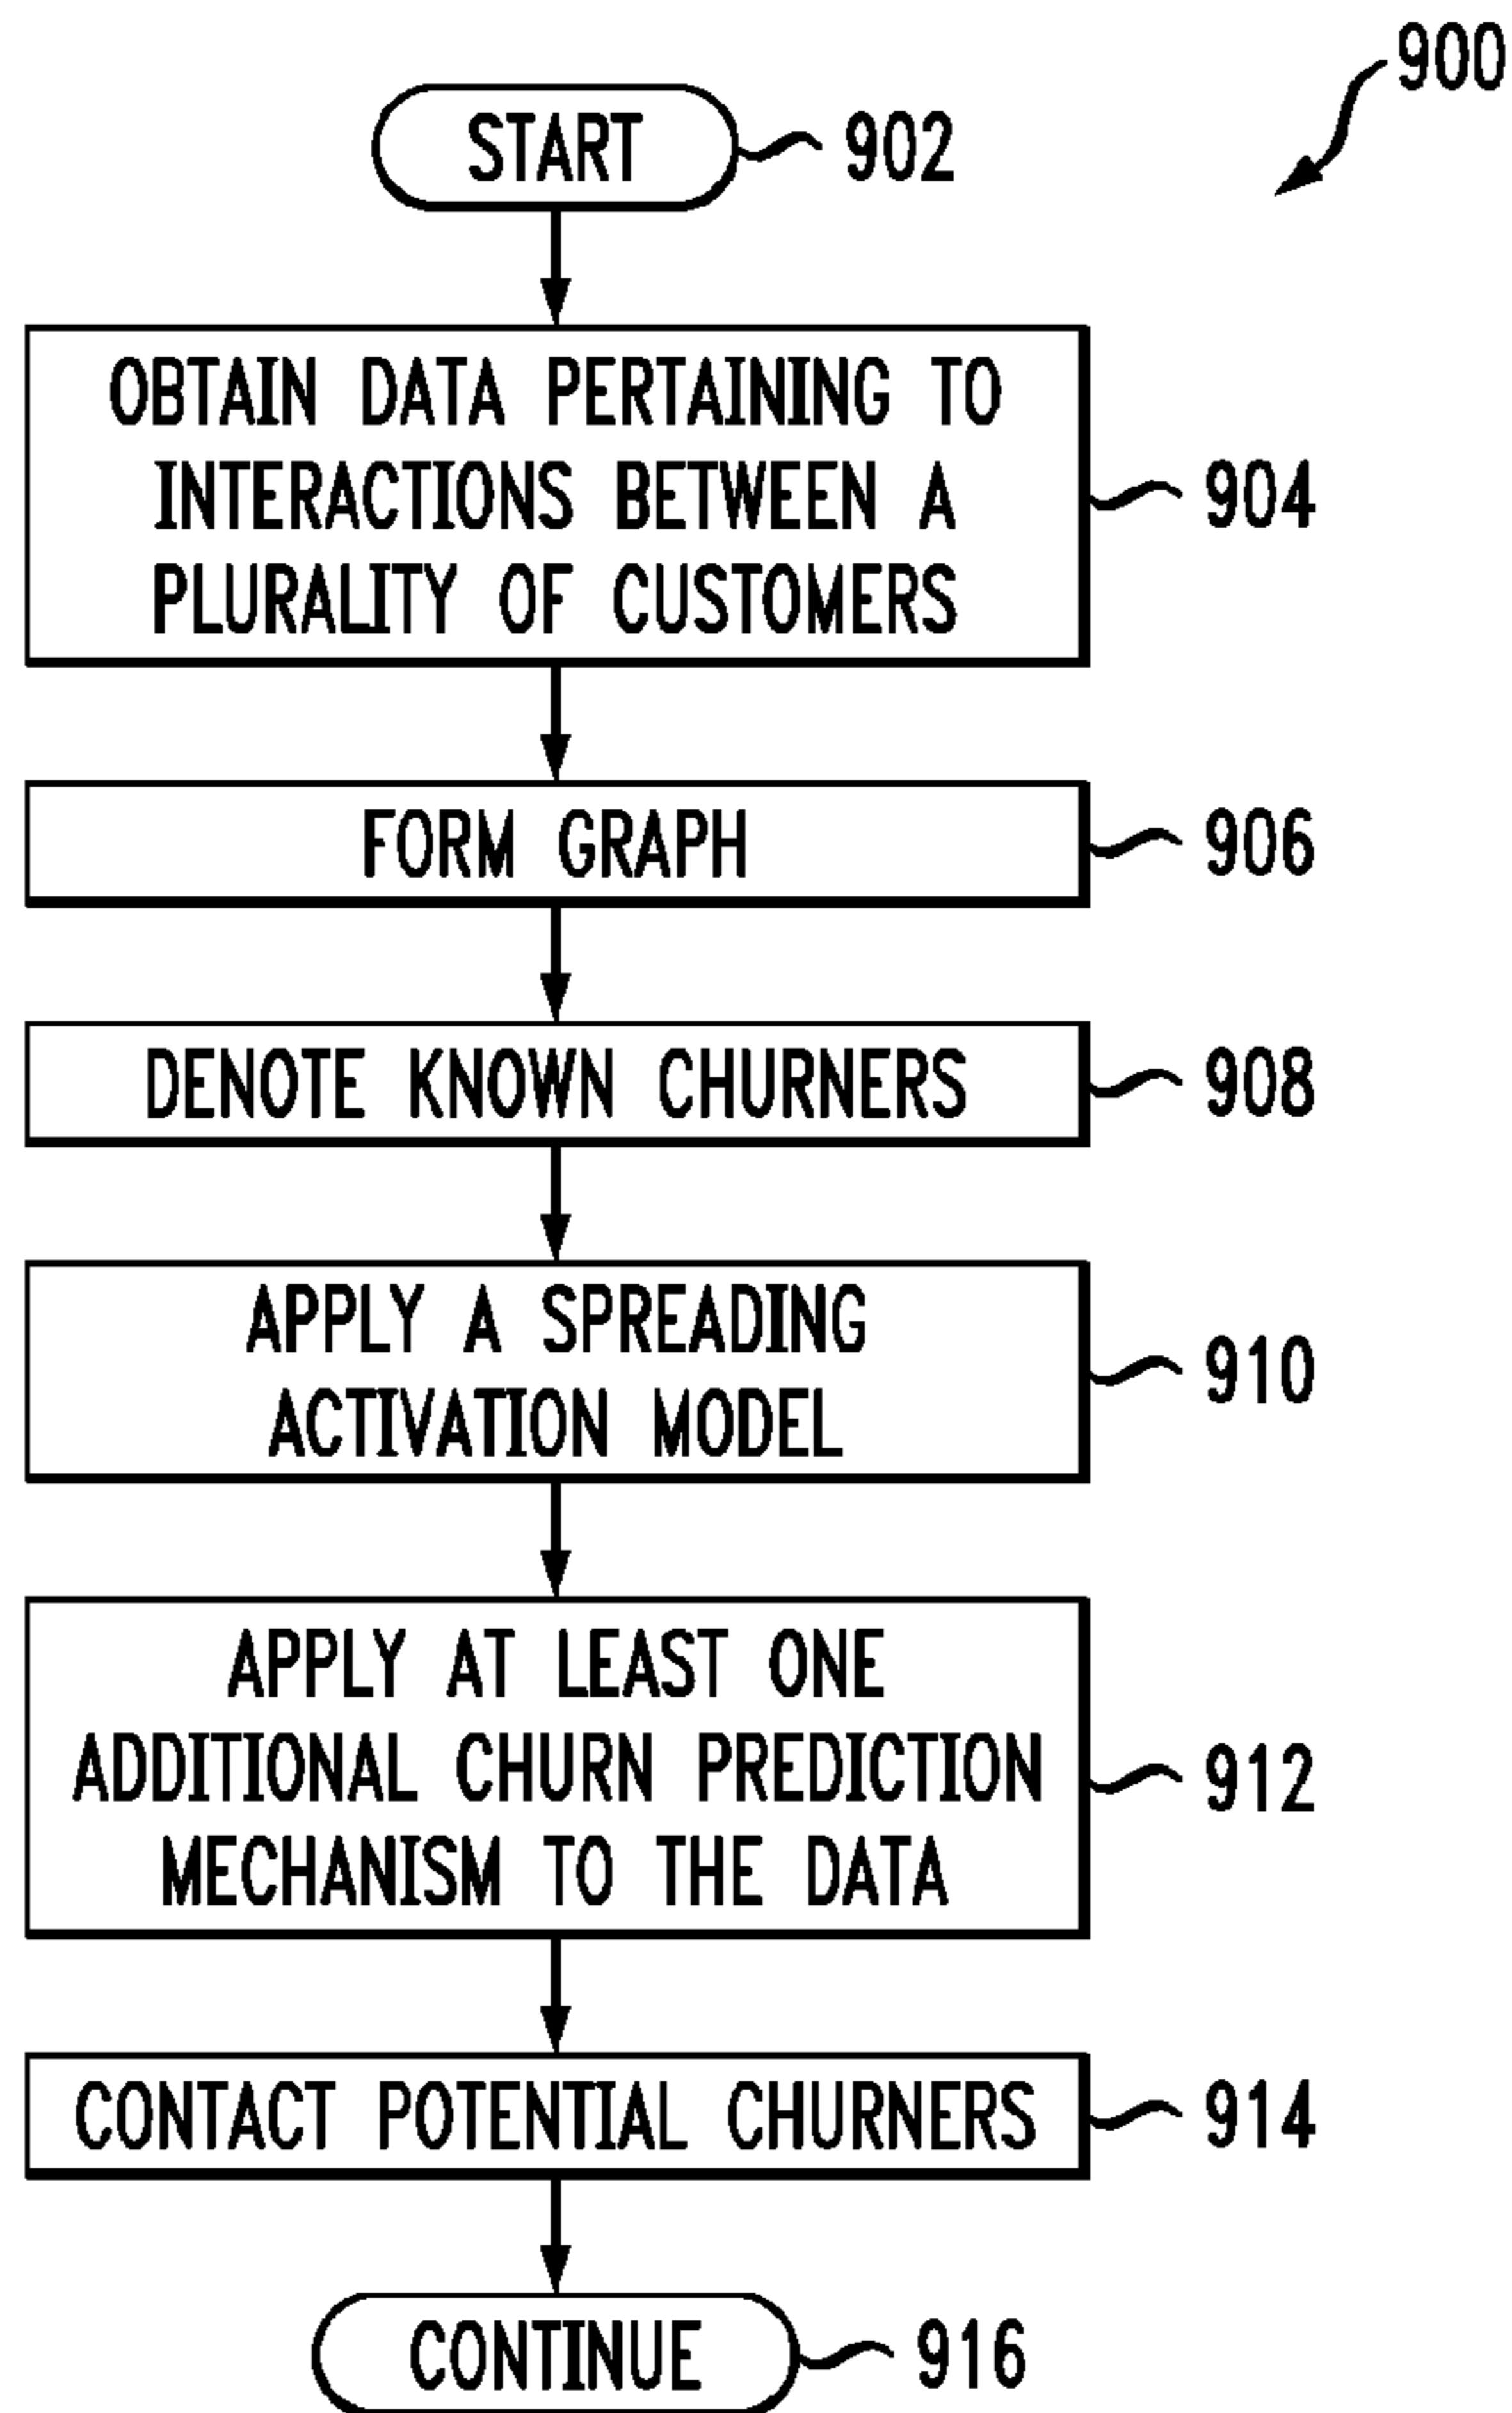 900
START
902
OBTAIN DATA PERTAINING TO
INTERACTIONS BETWEEN A
PLURALITY OF CUSTOMERS
904
FORM GRAPH
906
DENOTE KNOWN CHURNERS
908
APPLY A SPREADING
ACTIVATION MODEL
910
APPLY AT LEAST ONE
ADDITIONAL CHURN PREDICTION
MECHANISM TO THE DATA
912
CONTACT POTENTIAL CHURNERS
914
CONTINUE
916